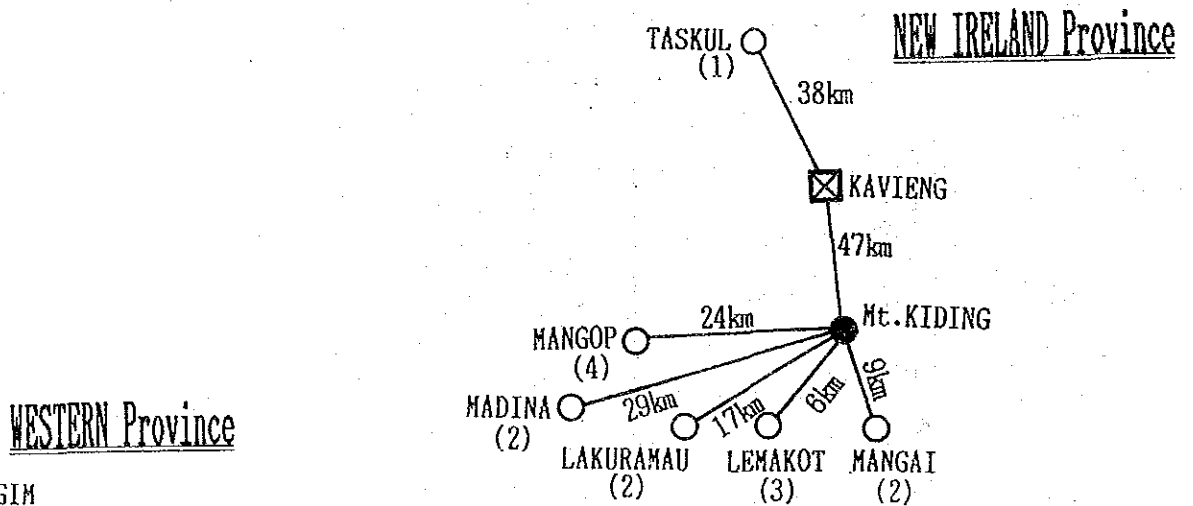 NEW IRELAND Province
TASKUL
(1)
38km
KAVIENG
47km
Mt.KIDING
24km
MANGOP
(4)
MADINA
(2)
29km
17km
6km
9km
LAKURAMAU
(2)
LEMAKOT
(3)
MANGAI
(2)
WESTERN Province
GIM